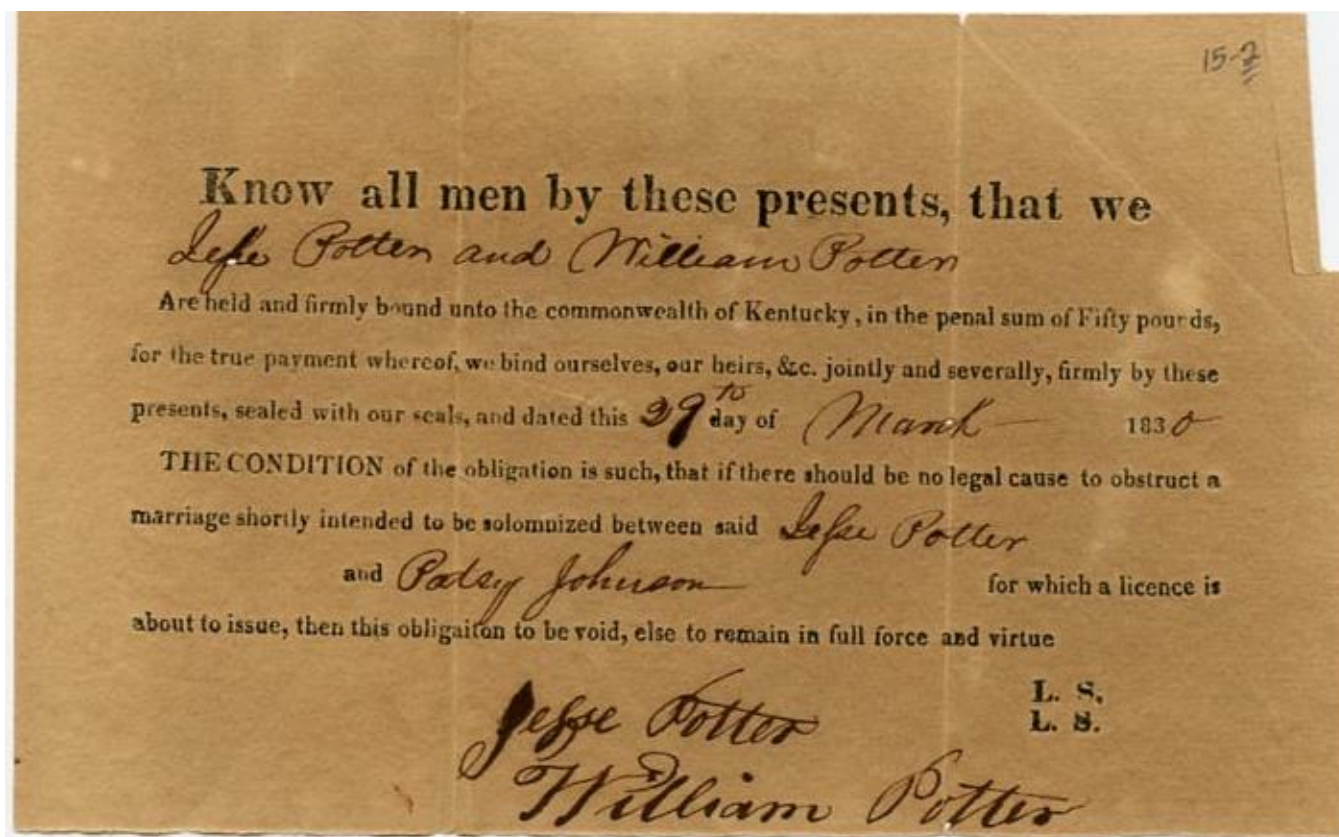 15-2
Know all men by these presents, that we
Jesse Potter and William Potter
Are held and firmly bound unto the commonwealth of Kentucky, in the penal sum of Fifty pounds,
for the true payment whereof, we bind ourselves, our heirs, &c. jointly and severally, firmly by these
presents, sealed with our seals, and dated this 29th day of March 1830
THE CONDITION of the obligation is such, that if there should be no legal cause to obstruct a
marriage shortly intended to be solomnized between said Jesse Potter
and Patsy Johnson for which a licence is
about to issue, then this obligaiton to be void, else to remain in full force and virtue
Jesse Potter L. S.
William Potter L. S.